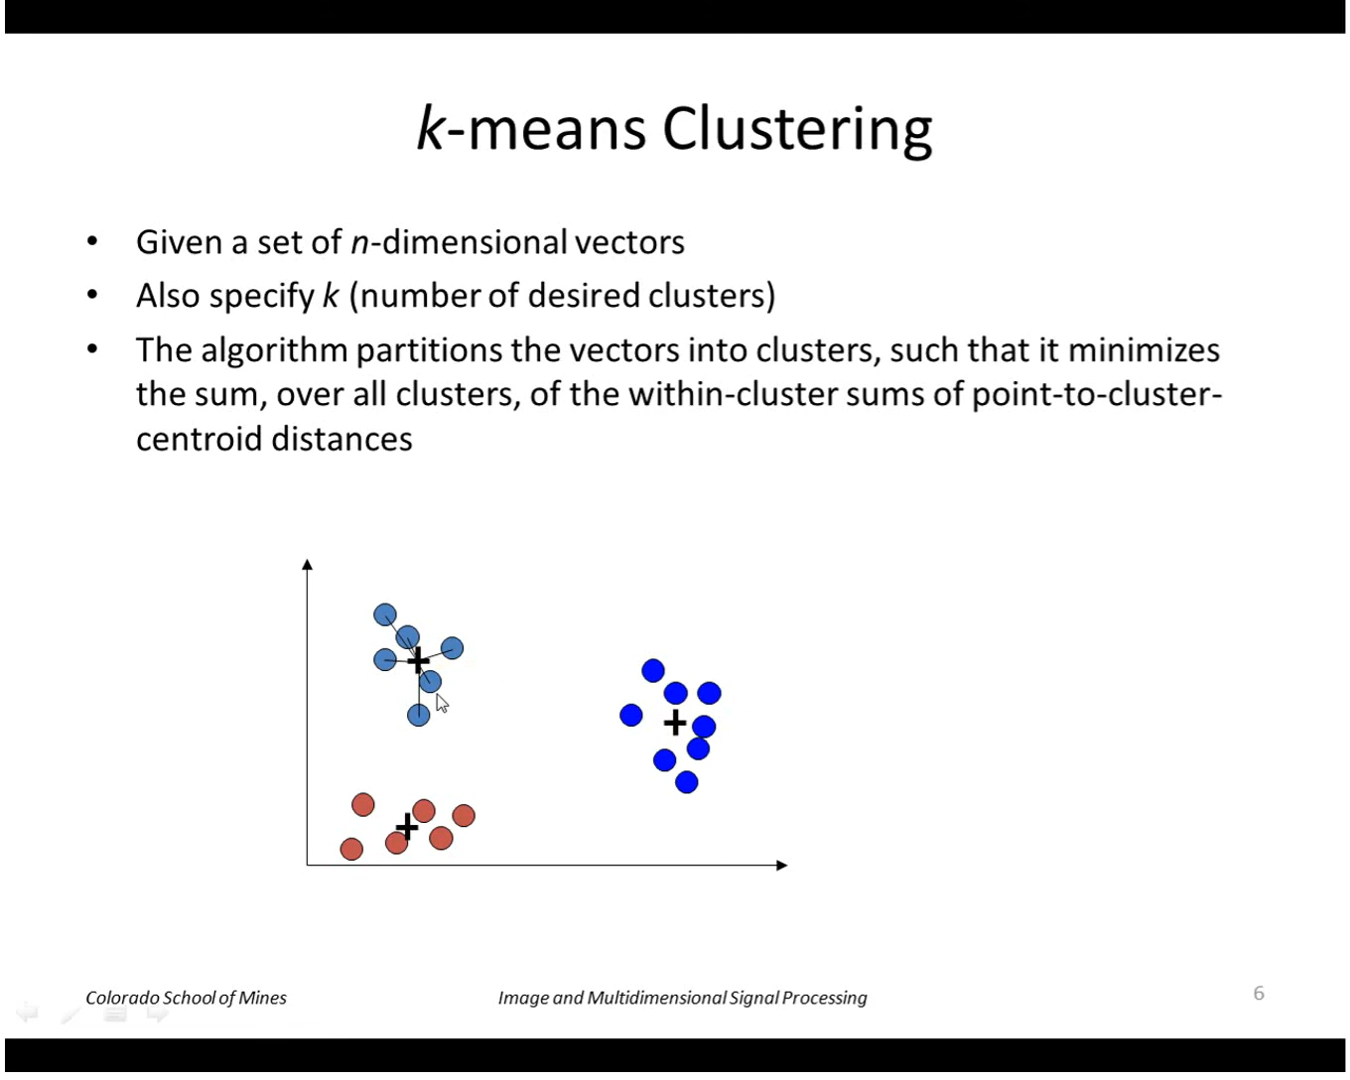 k-means Clustering
• Given a set of n-dimensional vectors
• Also specify k (number of desired clusters)
• The algorithm partitions the vectors into clusters, such that it minimizes
the sum, over all clusters, of the within-cluster sums of point-to-cluster-
centroid distances
Colorado School of Mines
Image and Multidimensional Signal Processing
6